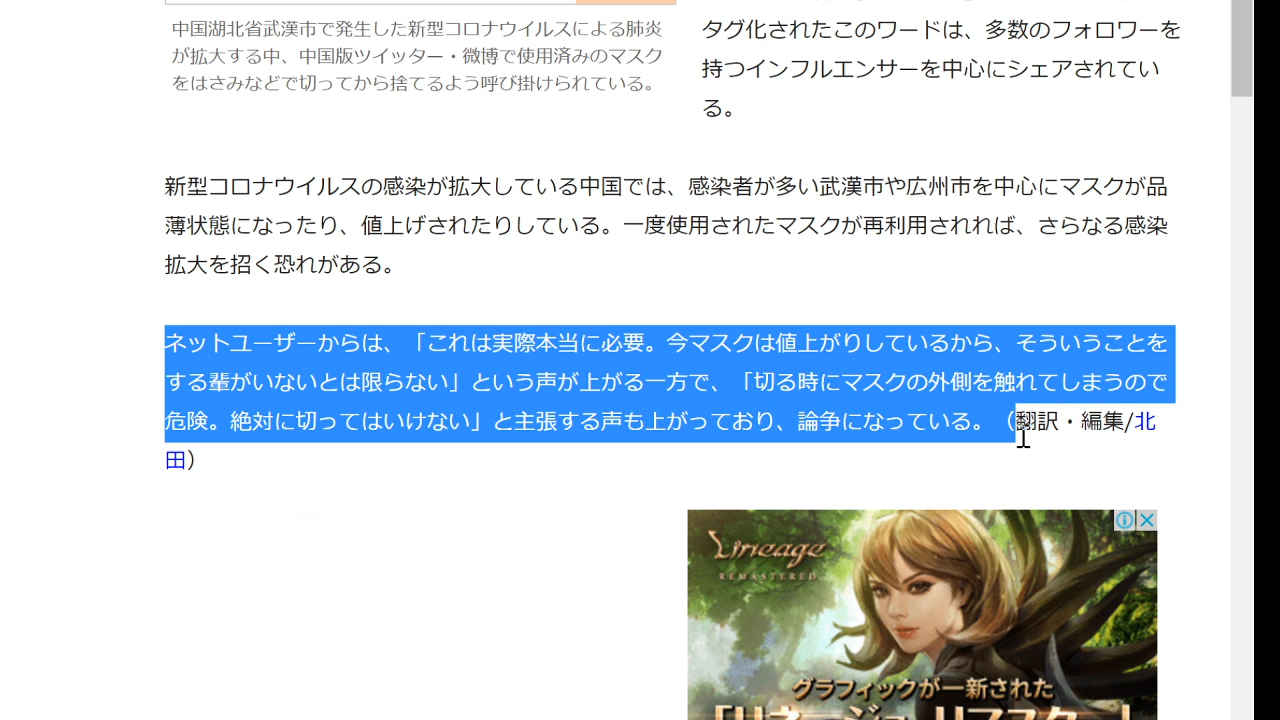 中国湖北省武漢市で発生した新型コロナウイルスによる肺炎
が拡大する中、中国版ツイッター・微博で使用済みのマスク
をはさみなどで切ってから捨てるよう呼び掛けられている。
タグ化されたこのワードは、多数のフォロワーを
持つインフルエンサーを中心にシェアされてい
る。
新型コロナウイルスの感染が拡大している中国では、感染者が多い武漢市や広州市を中心にマスクが品
薄状態になったり、値上げされたりしている。一度使用されたマスクが再利用されれば、さらなる感染
拡大を招く恐れがある。
ネットユーザーからは、「これは実際本当に必要。今マスクは値上がりしているから、そういうことを
する輩がいないとは限らない」という声が上がる一方で、「切る時にマスクの外側を触れてしまうので
危険。絶対に切ってはいけない」と主張する声も上がっており、論争になっている。（翻訳・編集/北
田）
Lineage
REMASTERED
グラフィックが一新された
「リネージュ リマスター」